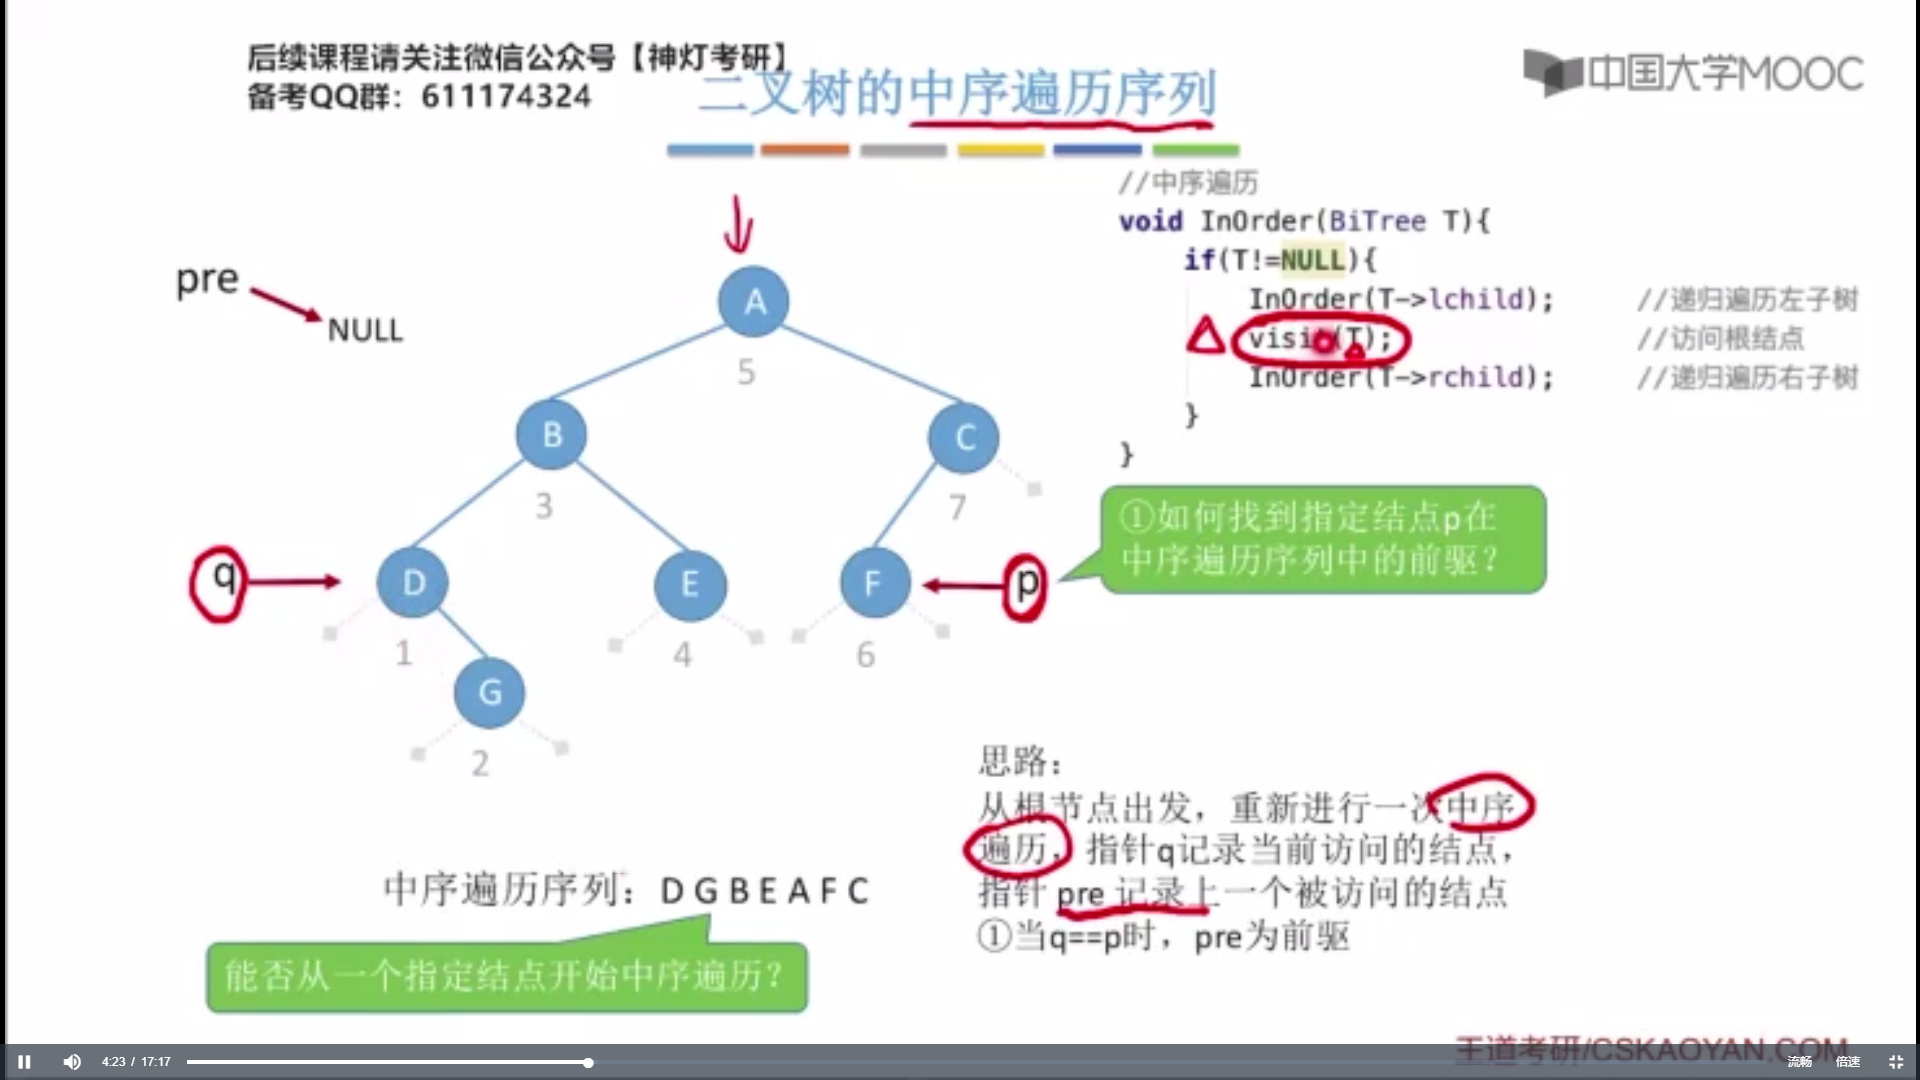 后续课程请关注微信公众号【神灯考研】
备考QQ群：611174324
二叉树的中序遍历序列
中国大学MOOC
//中序遍历
void InOrder(BiTree T){
if(T!=NULL){
InOrder(T->lchild); //递归遍历左子树
visit(T); //访问根结点
InOrder(T->rchild); //递归遍历右子树
}
}
pre
NULL
A
5
B
3
C
7
①如何找到指定结点p在
中序遍历序列中的前驱？
q
D
1
E
4
F
6
p
G
2
思路：
从根节点出发，重新进行一次中序
遍历，指针q记录当前访问的结点，
指针 pre 记录上一个被访问的结点
①当q==p时，pre为前驱
中序遍历序列：D G B E A F C
能否从一个指定结点开始中序遍历？
王道考研/CSKAOYAN.COM
4:23 / 17:17
流畅
倍速